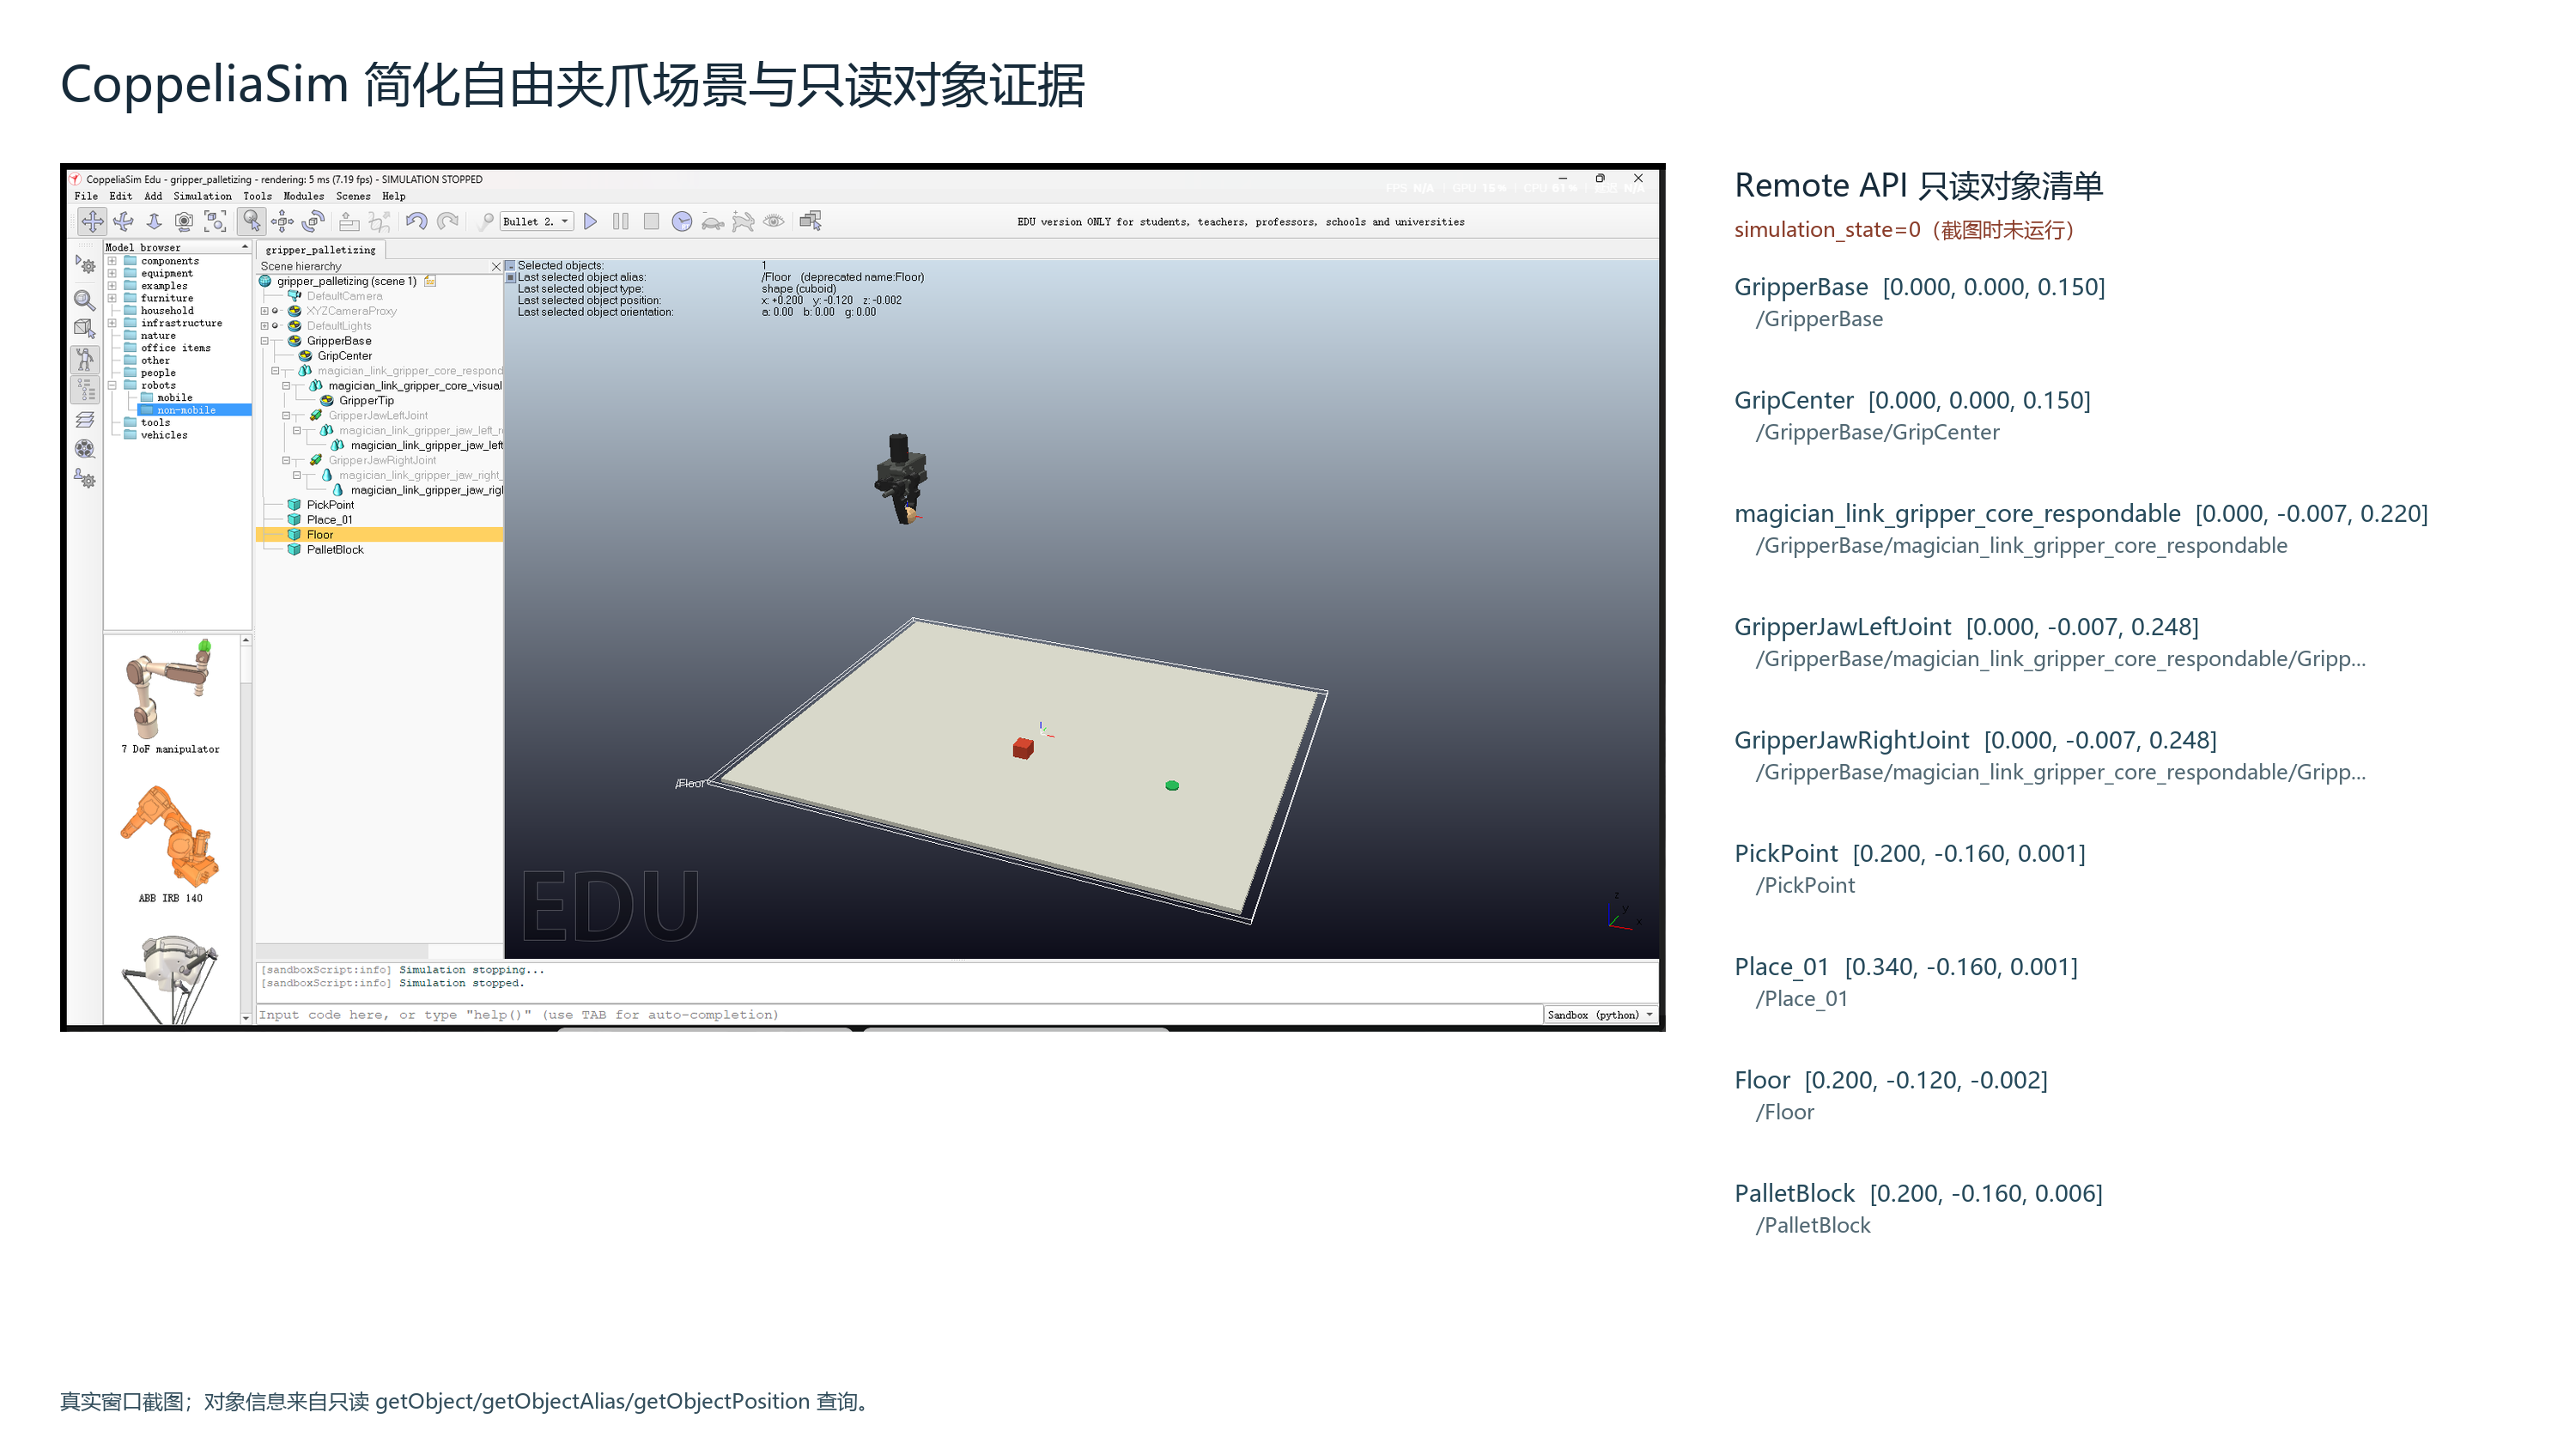 CoppeliaSim 简化自由夹爪场景与只读对象证据
CoppeliaSim Edu - gripper_palletizing - rendering: 5 ms (7.19 fps) - SIMULATION STOPPED
File Edit Add Simulation Tools Modules Scenes Help
Bullet 2.
EDU version ONLY for students, teachers, professors, schools and universities
Model browser
components
equipment
examples
furniture
household
infrastructure
nature
office items
other
people
robots
mobile
non-mobile
tools
vehicles
7 DoF manipulator
ABB IRB 140
gripper_palletizing
Scene hierarchy
gripper_palletizing (scene 1)
DefaultCamera
XYZCameraProxy
DefaultLights
GripperBase
GripCenter
magician_link_gripper_core_respond
magician_link_gripper_core_visual
GripperTip
GripperJawLeftJoint
magician_link_gripper_jaw_left_r
magician_link_gripper_jaw_left
GripperJawRightJoint
magician_link_gripper_jaw_right_
magician_link_gripper_jaw_rig
PickPoint
Place_01
Floor
PalletBlock
Selected objects: 1
Last selected object alias: /Floor (deprecated name:Floor)
Last selected object type: shape (cuboid)
Last selected object position: x: +0.200 y: -0.120 z: -0.002
Last selected object orientation: a: 0.00 b: 0.00 g: 0.00
/Floor
EDU
z
y
x
[sandboxScript:info] Simulation stopping...
[sandboxScript:info] Simulation stopped.
Input code here, or type "help()" (use TAB for auto-completion)
Sandbox (python)
Remote API 只读对象清单
simulation_state=0（截图时未运行）
GripperBase [0.000, 0.000, 0.150]
/GripperBase
GripCenter [0.000, 0.000, 0.150]
/GripperBase/GripCenter
magician_link_gripper_core_respondable [0.000, -0.007, 0.220]
/GripperBase/magician_link_gripper_core_respondable
GripperJawLeftJoint [0.000, -0.007, 0.248]
/GripperBase/magician_link_gripper_core_respondable/Gripp...
GripperJawRightJoint [0.000, -0.007, 0.248]
/GripperBase/magician_link_gripper_core_respondable/Gripp...
PickPoint [0.200, -0.160, 0.001]
/PickPoint
Place_01 [0.340, -0.160, 0.001]
/Place_01
Floor [0.200, -0.120, -0.002]
/Floor
PalletBlock [0.200, -0.160, 0.006]
/PalletBlock
真实窗口截图；对象信息来自只读 getObject/getObjectAlias/getObjectPosition 查询。